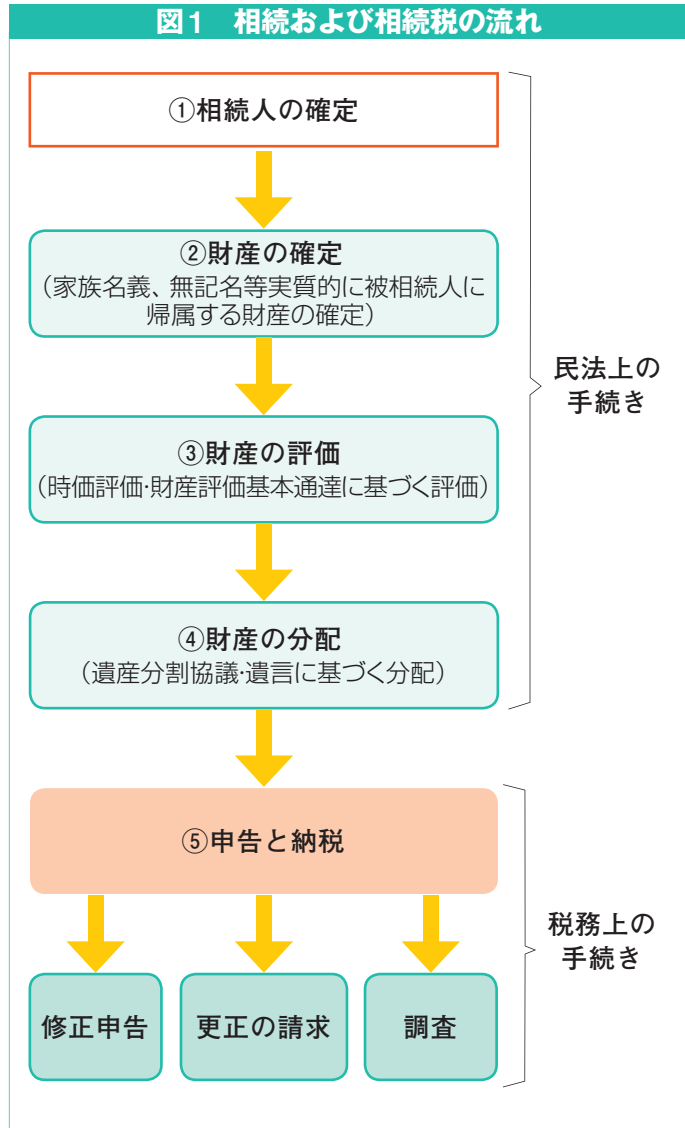 図1 相続および相続税の流れ
①相続人の確定
②財産の確定
（家族名義、無記名等実質的に被相続人に
帰属する財産の確定）
③財産の評価
（時価評価・財産評価基本通達に基づく評価）
④財産の分配
（遺産分割協議・遺言に基づく分配）
民法上の
手続き
⑤申告と納税
修正申告
更正の請求
調査
税務上の
手続き